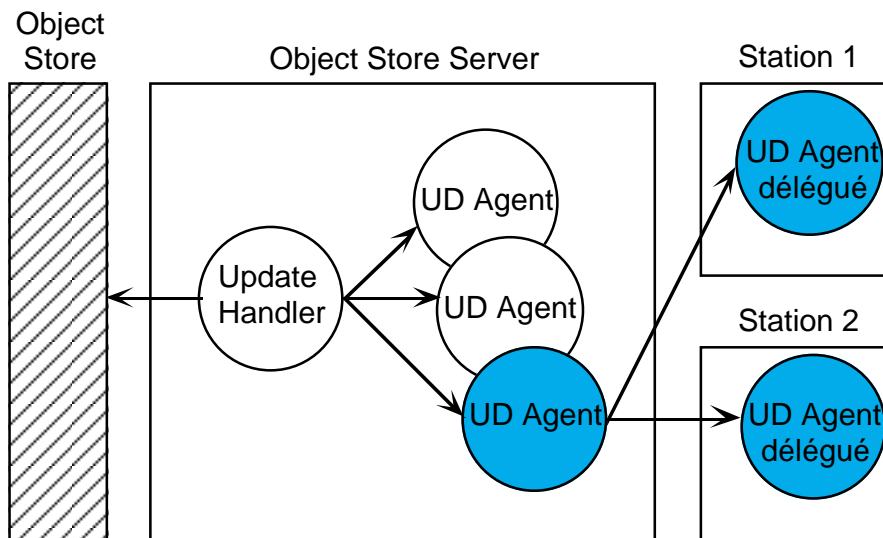 Object
Store
Object Store Server
Station 1
UD Agent
délégué
UD Agent
Update
Handler
UD Agent
Station 2
UD Agent
UD Agent
délégué